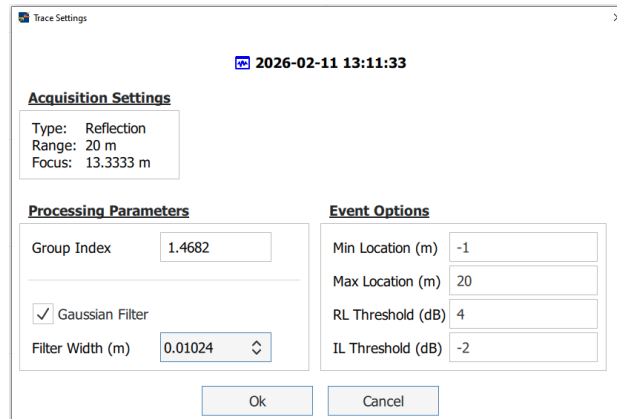 Trace Settings
2026-02-11 13:11:33
Acquisition Settings
Type: Reflection
Range: 20 m
Focus: 13.3333 m
Processing Parameters
Group Index 1.4682
Gaussian Filter
Filter Width (m) 0.01024
Event Options
Min Location (m) -1
Max Location (m) 20
RL Threshold (dB) 4
IL Threshold (dB) -2
Ok Cancel